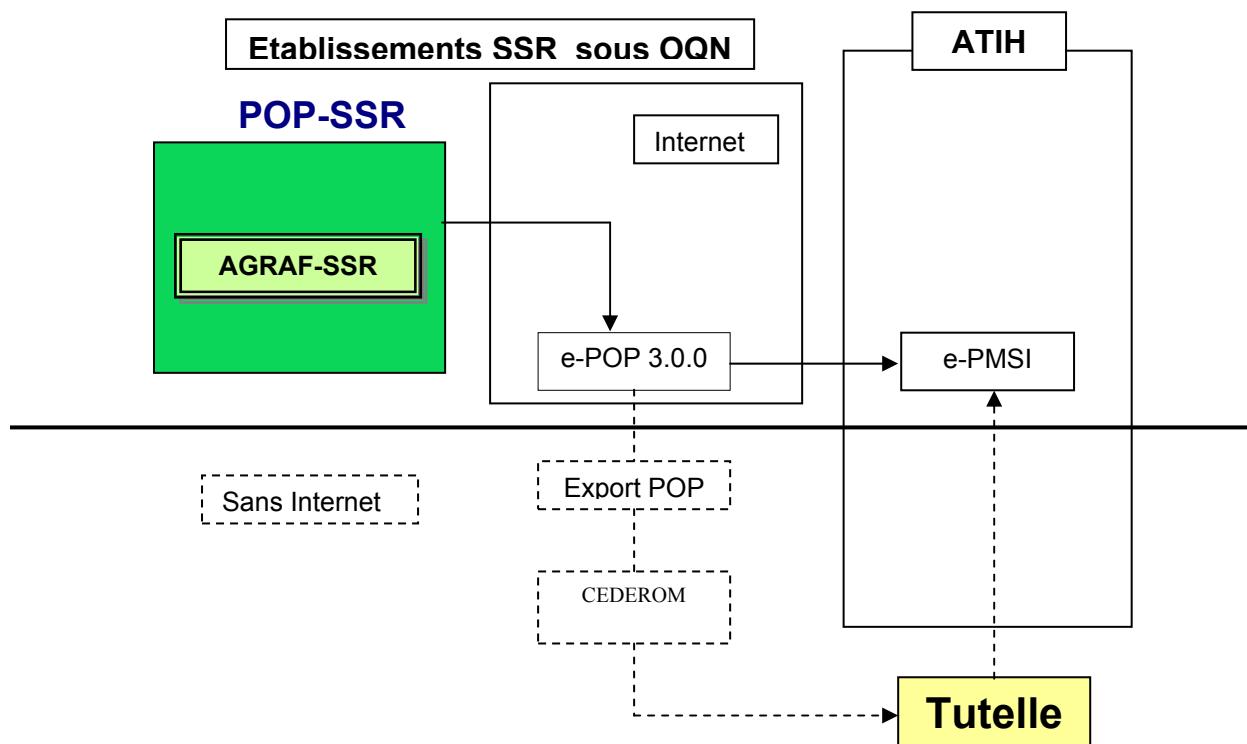 Etablissements SSR sous OQN
ATIH
POP-SSR
Internet
AGRAF-SSR
e-POP 3.0.0
e-PMSI
Sans Internet
Export POP
CEDEROM
Tutelle